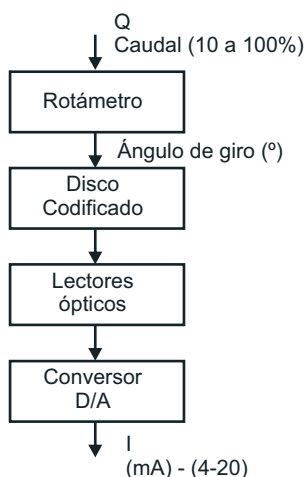 Q
Caudal (10 a 100%)
Rotámetro
Ángulo de giro (º)
Disco
Codificado
Lectores
ópticos
Conversor
D/A
I
(mA) - (4-20)